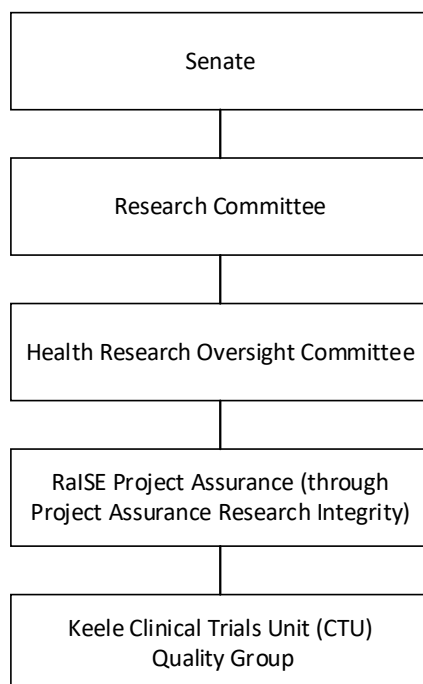 Senate
Research Committee
Health Research Oversight Committee
RaISE Project Assurance (through
Project Assurance Research Integrity)
Keele Clinical Trials Unit (CTU)
Quality Group